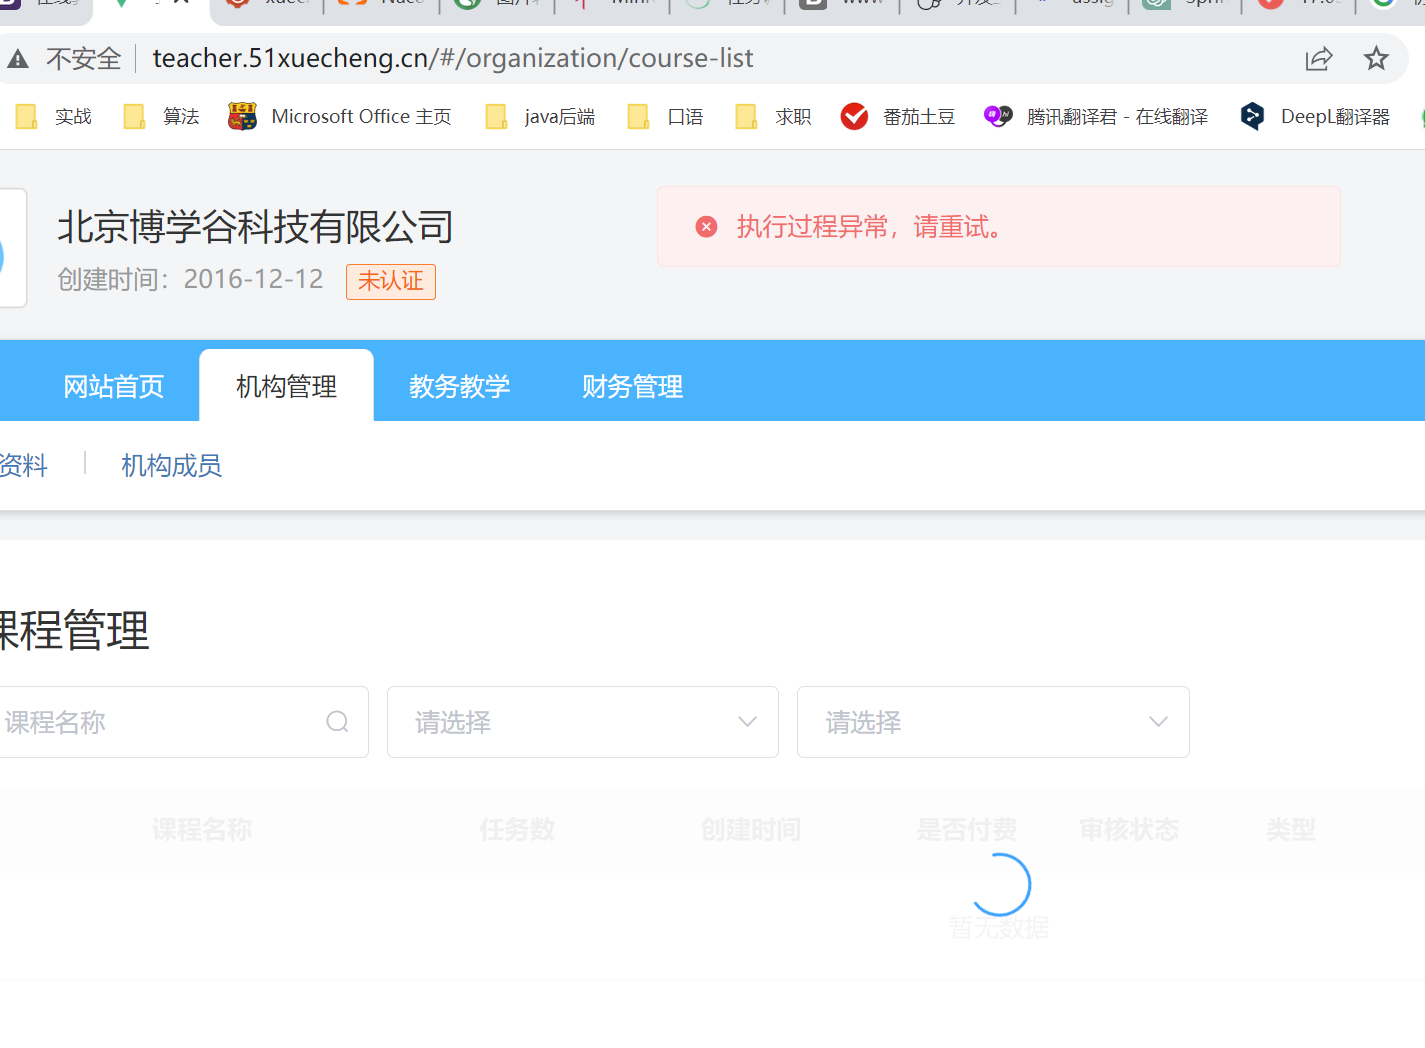 不安全 teacher.51xuecheng.cn/#/organization/course-list
实战 算法 Microsoft Office 主页 java后端 口语 求职 番茄土豆 腾讯翻译君 - 在线翻译 DeepL翻译器
北京博学谷科技有限公司
执行过程异常，请重试。
创建时间：2016-12-12 未认证
网站首页 机构管理 教务教学 财务管理
资料 机构成员
课程管理
课程名称 请选择 请选择
课程名称 任务数 创建时间 是否付费 审核状态 类型
暂无数据